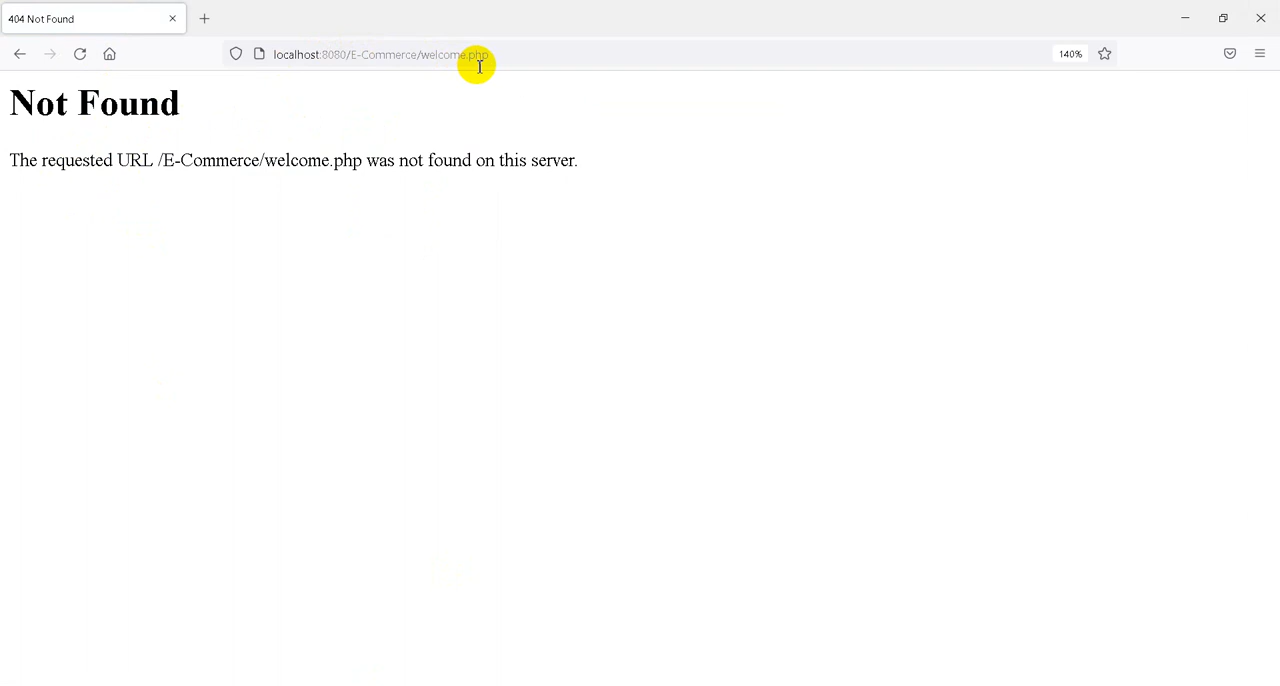 404 Not Found
localhost:8080/E-Commerce/welcome.php
140%
Not Found
The requested URL /E-Commerce/welcome.php was not found on this server.